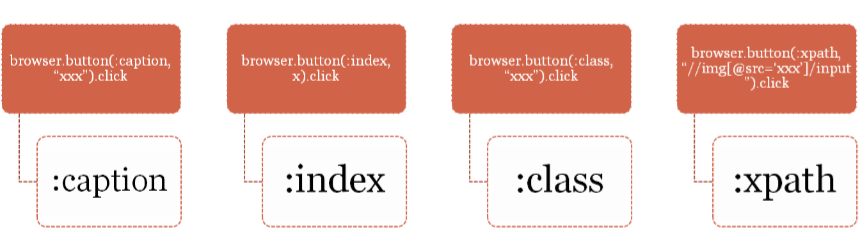 browser.button(:caption,
“xxx”).click
browser.button(:index,
x).click
browser.button(:class,
“xxx”).click
browser.button(:xpath,
“//img[@src='xxx']/input
”).click
:caption
:index
:class
:xpath